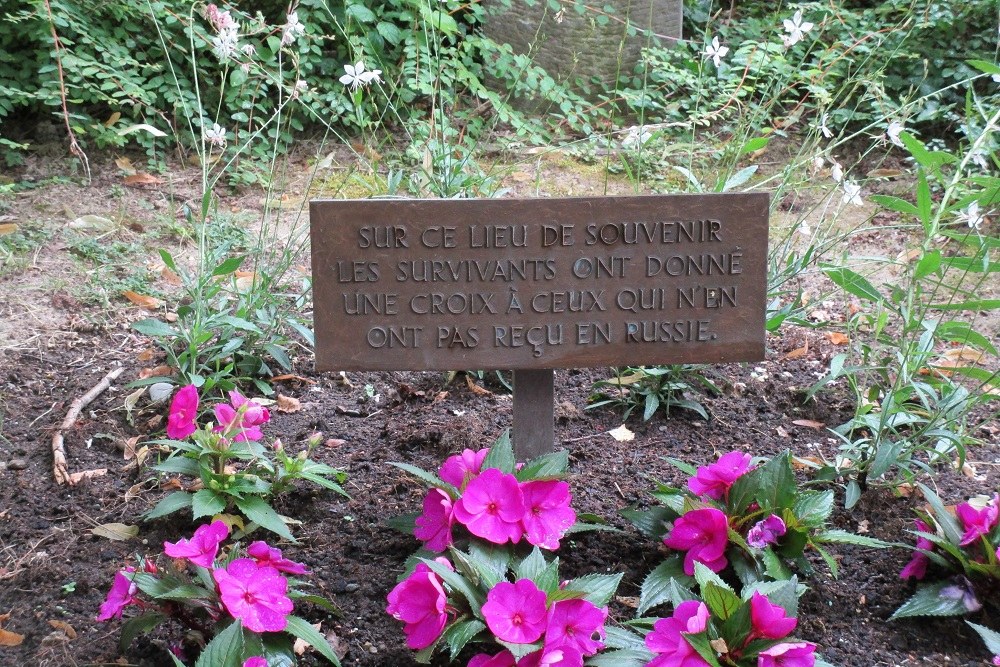 SUR CE LIEU DE SOUVENIR
LES SURVIVANTS ONT DONNÉ
UNE CROIX À CEUX QUI N'EN
ONT PAS REÇU EN RUSSIE.